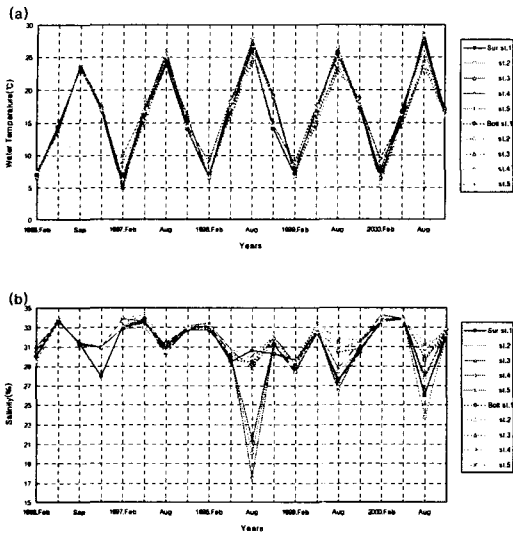 (a)
30
25
20
15
10
5
0
Water Temperature(℃)
1996.Feb Sep 1997.Feb Aug 1998.Feb Aug 1999.Feb Aug 2000.Feb Aug
Years
Sur st.1
st.2
st.3
st.4
st.5
Bott st.1
st.2
st.3
st.4
st.5
(b)
35
33
31
29
27
25
23
21
19
17
15
Salinity(‰)
1996.Feb Sep 1997.Feb Aug 1998.Feb Aug 1999.Feb Aug 2000.Feb Aug
Years
Sur st.1
st.2
st.3
st.4
st.5
Bott st.1
st.2
st.3
st.4
st.5